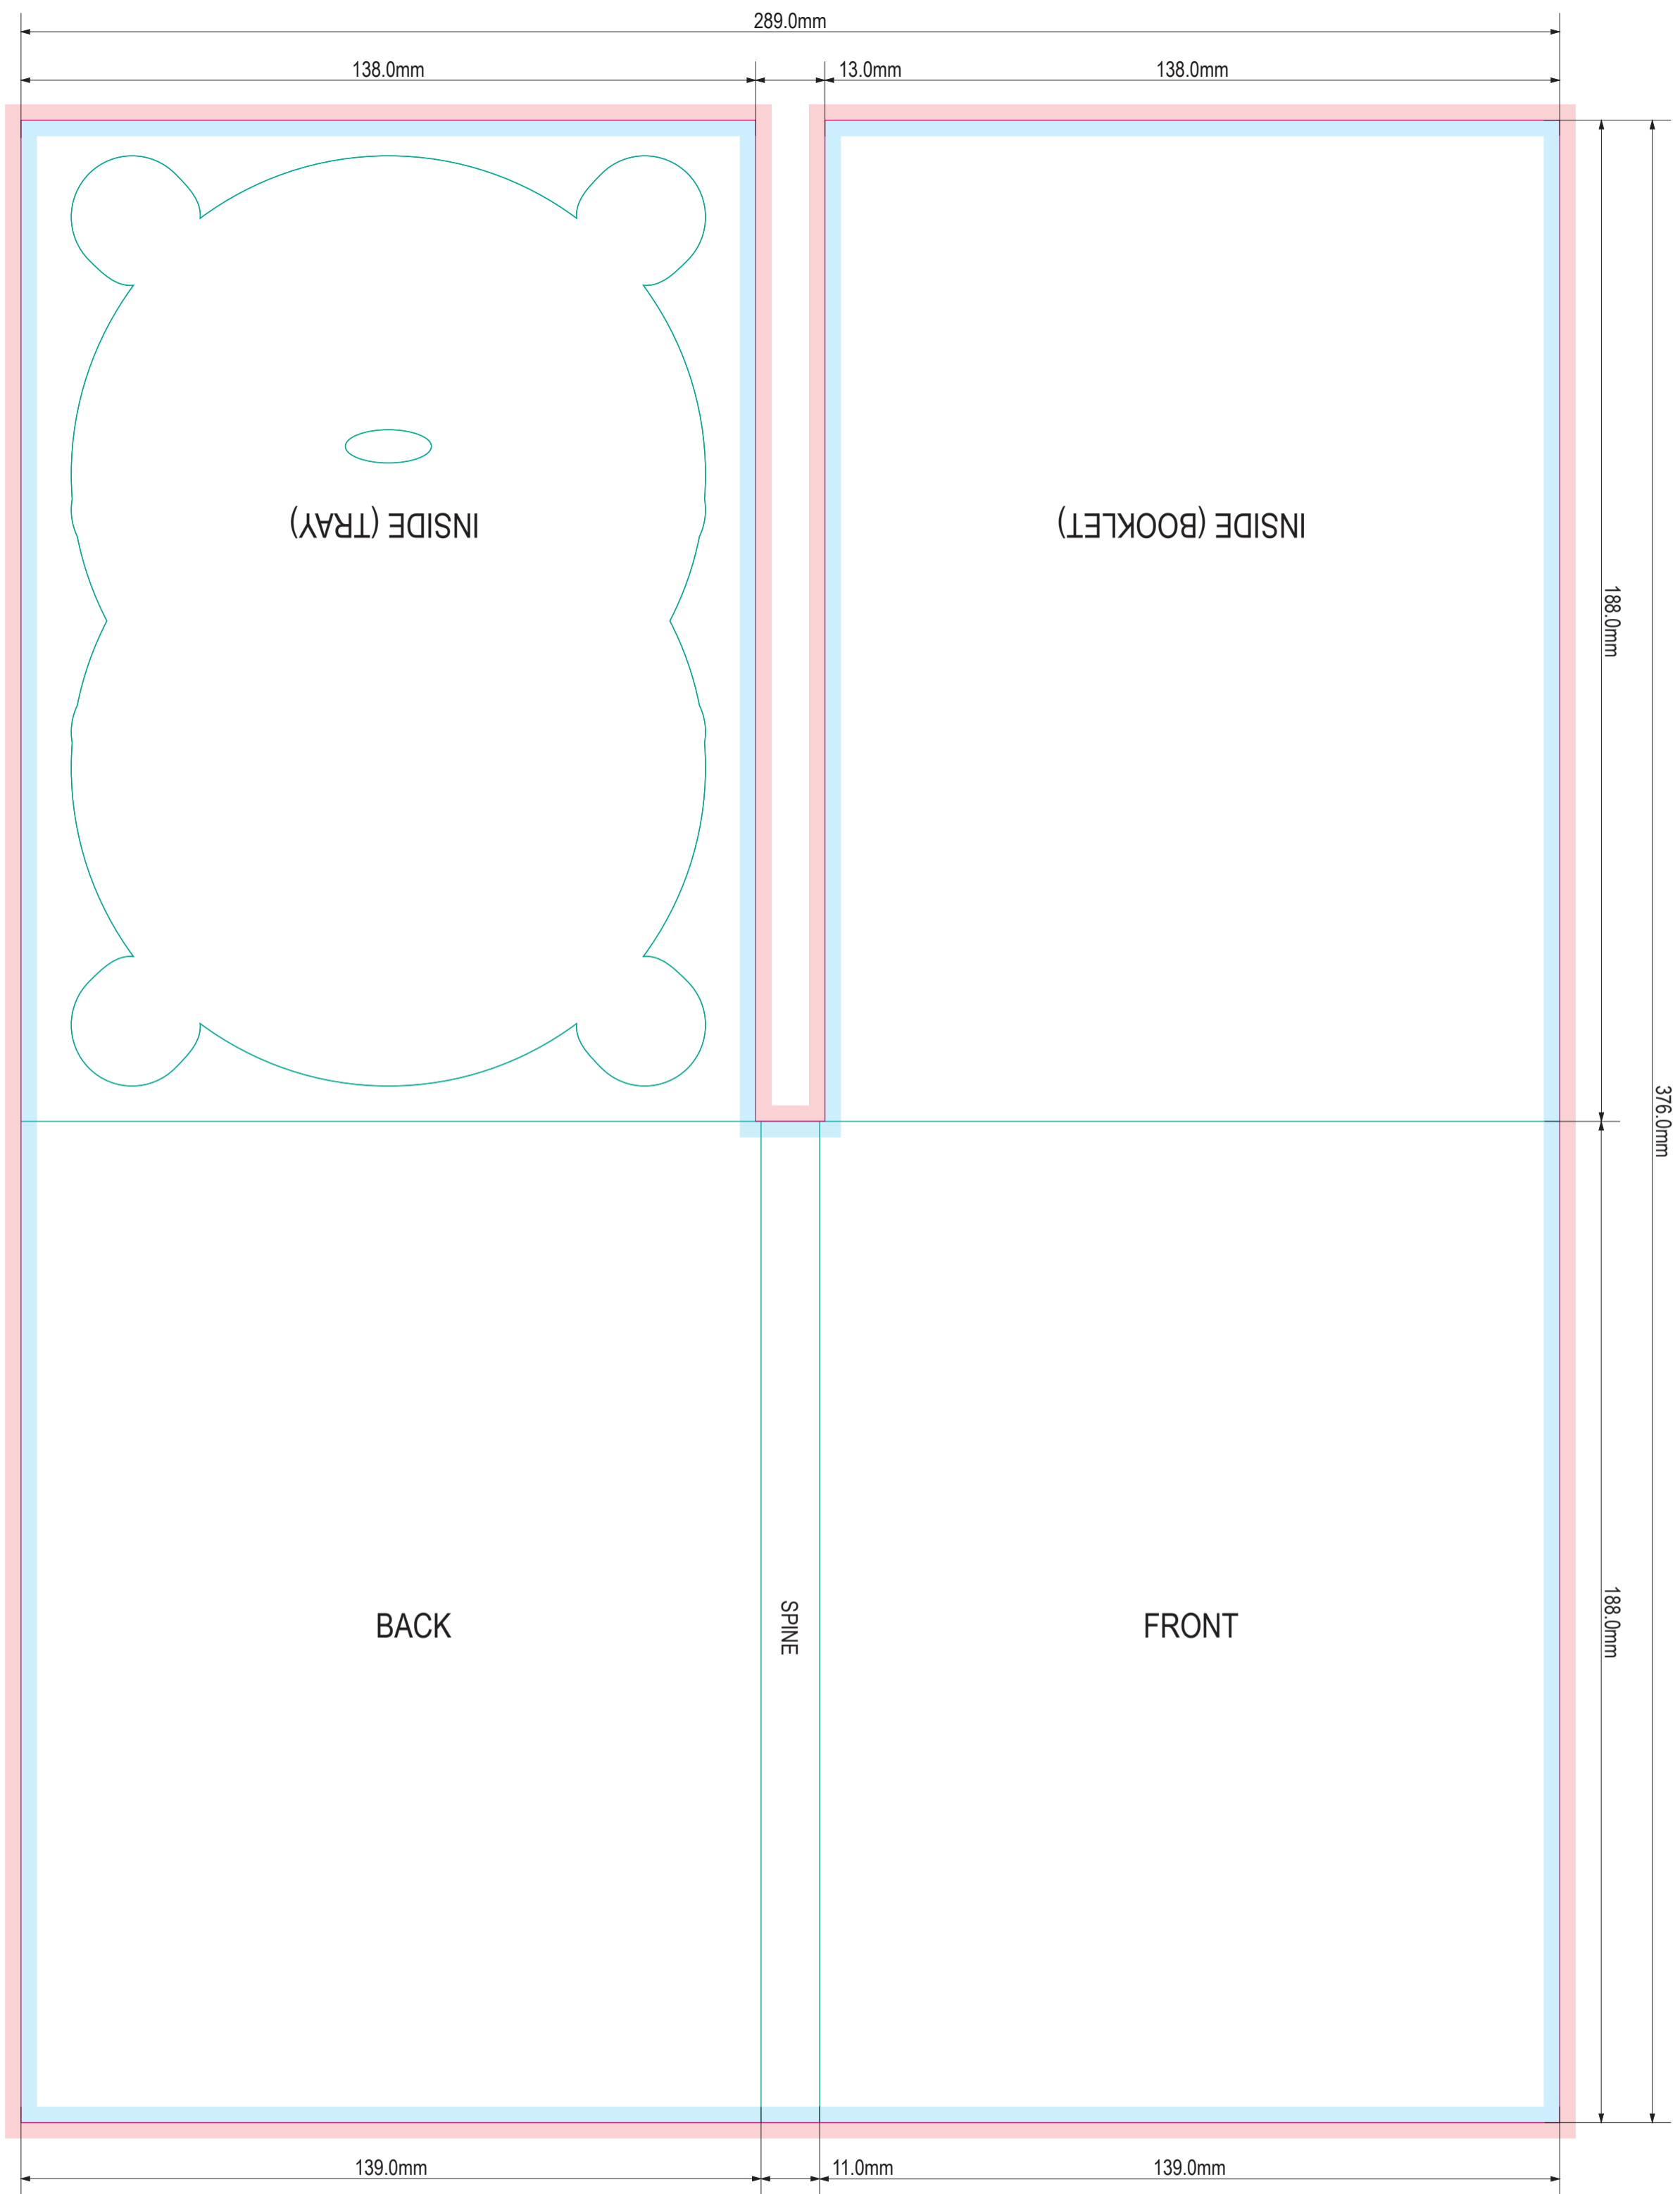 289.0mm
138.0mm
13.0mm
138.0mm
INSIDE (TRAY)
INSIDE (BOOKLET)
188.0mm
376.0mm
BACK
SPINE
FRONT
188.0mm
139.0mm
11.0mm
139.0mm